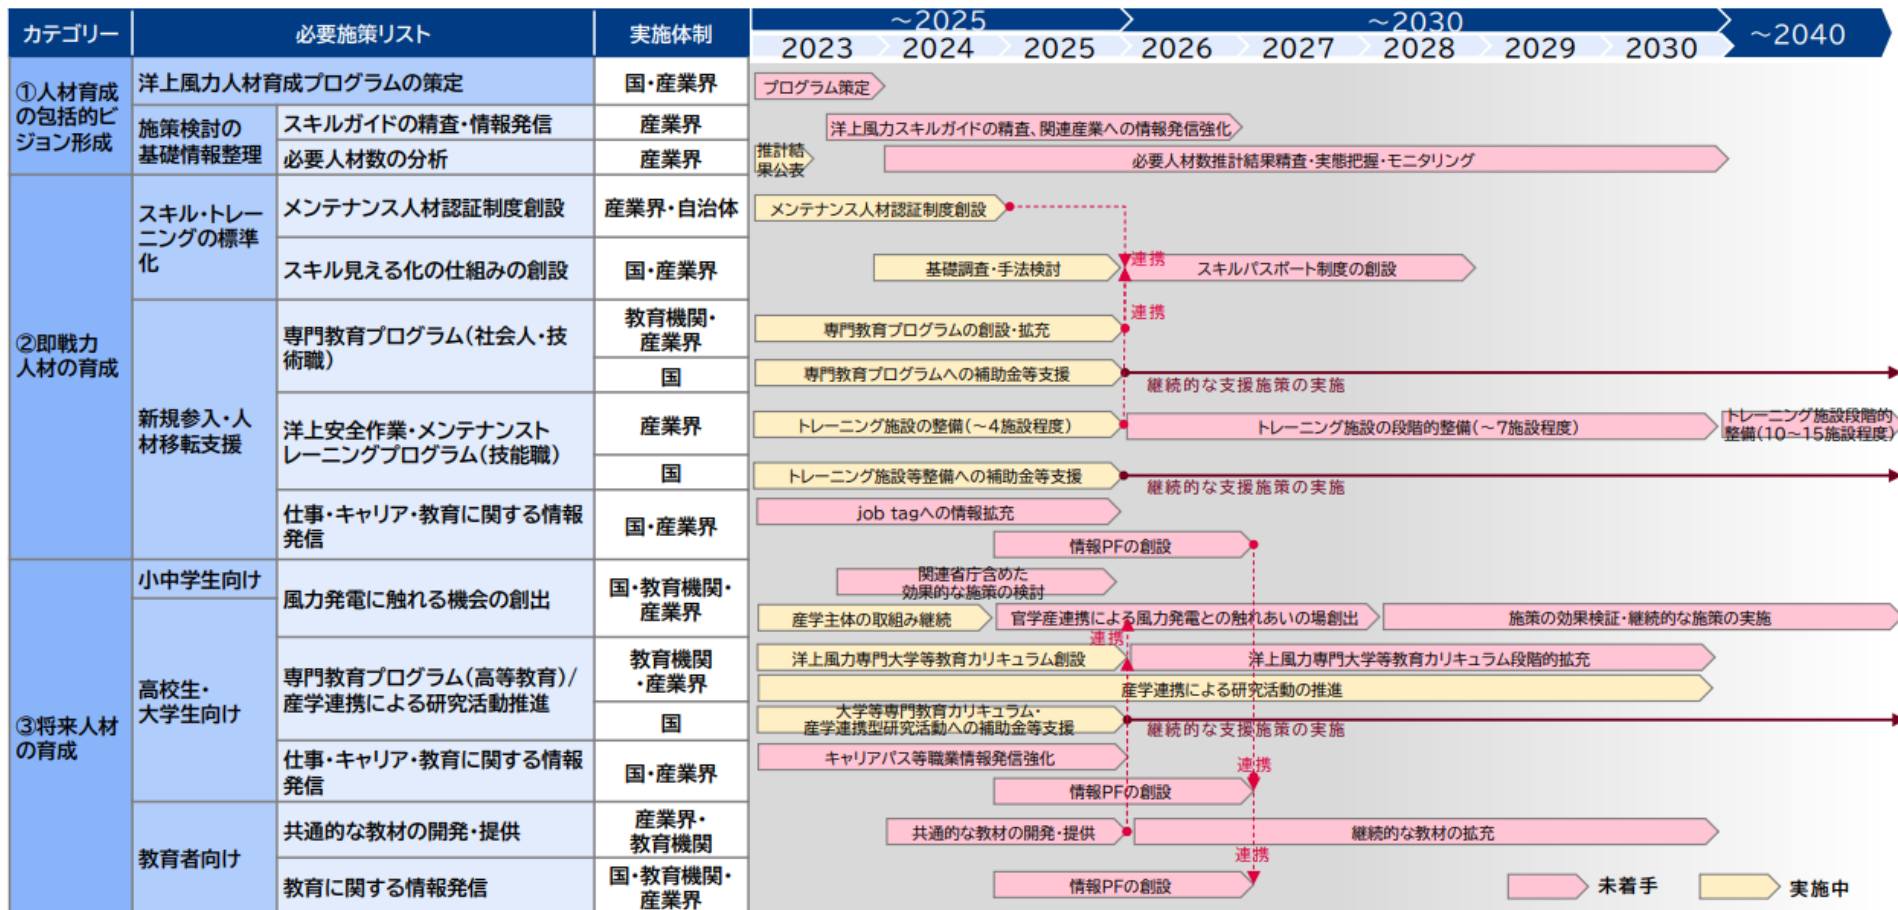 カテゴリー
必要施策リスト
実施体制
～2025
～2030
～2040
2023
2024
2025
2026
2027
2028
2029
2030
①人材育成
の包括的ビ
ジョン形成
洋上風力人材育成プログラムの策定
国・産業界
プログラム策定
施策検討の
基礎情報整理
スキルガイドの精査・情報発信
産業界
洋上風力スキルガイドの精査、関連産業への情報発信強化
必要人材数の分析
産業界
推計結
果公表
必要人材数推計結果精査・実態把握・モニタリング
②即戦力
人材の育成
スキル・トレー
ニングの標準
化
メンテナンス人材認証制度創設
産業界・自治体
メンテナンス人材認証制度創設
スキル見える化の仕組みの創設
国・産業界
基礎調査・手法検討
連携
スキルパスポート制度の創設
連携
新規参入・人
材移転支援
専門教育プログラム（社会人・技
術職）
教育機関・
産業界
専門教育プログラムの創設・拡充
国
専門教育プログラムへの補助金等支援
継続的な支援施策の実施
洋上安全作業・メンテナンスト
レーニングプログラム（技能職）
産業界
トレーニング施設の整備（～4施設程度）
トレーニング施設の段階的整備（～7施設程度）
トレーニング施設段階的
整備（10～15施設程度）
国
トレーニング施設等整備への補助金等支援
継続的な支援施策の実施
仕事・キャリア・教育に関する情報
発信
国・産業界
job tagへの情報拡充
情報PFの創設
③将来人材
の育成
小中学生向け
風力発電に触れる機会の創出
国・教育機関・
産業界
関連省庁含めた
効果的な施策の検討
産学主体の取組み継続
官学産連携による風力発電との触れあいの場創出
施策の効果検証・継続的な施策の実施
連携
高校生・
大学生向け
専門教育プログラム（高等教育）/
産学連携による研究活動推進
教育機関
・産業界
洋上風力専門大学等教育カリキュラム創設
洋上風力専門大学等教育カリキュラム段階的拡充
産学連携による研究活動の推進
国
大学等専門教育カリキュラム・
産学連携型研究活動への補助金等支援
継続的な支援施策の実施
仕事・キャリア・教育に関する情報
発信
国・産業界
キャリアパス等職業情報発信強化
連携
情報PFの創設
教育者向け
共通的な教材の開発・提供
産業界・
教育機関
共通的な教材の開発・提供
継続的な教材の拡充
連携
教育に関する情報発信
国・教育機関・
産業界
情報PFの創設
未着手
実施中